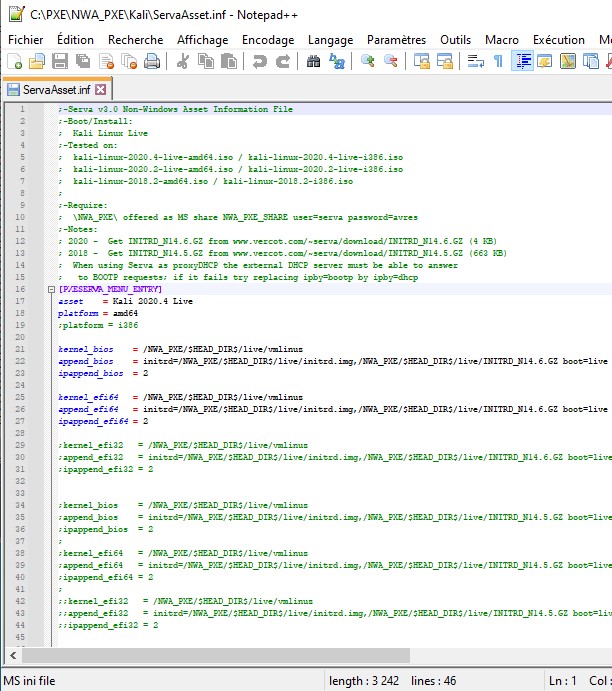 C:\PXE\NWA_PXE\Kali\ServaAsset.inf - Notepad++
Fichier Édition Recherche Affichage Encodage Langage Paramètres Outils Macro Exécution
ServaAsset.inf
1 ;-Serva v3.0 Non-Windows Asset Information File
2 ;-Boot/Install:
3 ;  Kali Linux Live
4 ;-Tested on:
5 ;  kali-linux-2020.4-live-amd64.iso / kali-linux-2020.4-live-i386.iso
6 ;  kali-linux-2020.2-live-amd64.iso / kali-linux-2020.2-live-i386.iso
7 ;  kali-linux-2018.2-amd64.iso / kali-linux-2018.2-i386.iso
8 ;
9 ;-Require:
10 ;  \NWA_PXE\ offered as MS share NWA_PXE_SHARE user=serva password=avres
11 ;-Notes:
12 ; 2020 -  Get INITRD_N14.6.GZ from www.vercot.com/~serva/download/INITRD_N14.6.GZ (4 KB)
13 ; 2018 -  Get INITRD_N14.5.GZ from www.vercot.com/~serva/download/INITRD_N14.5.GZ (663 KB)
14 ;  When using Serva as proxyDHCP the external DHCP server must be able to answer
15 ;   to BOOTP requests; if it fails try replacing ipby=bootp by ipby=dhcp
16 [PXESERVA_MENU_ENTRY]
17 asset    = Kali 2020.4 Live
18 platform = amd64
19 ;platform = i386
20
21 kernel_bios    = /NWA_PXE/$HEAD_DIR$/live/vmlinuz
22 append_bios    = initrd=/NWA_PXE/$HEAD_DIR$/live/initrd.img,/NWA_PXE/$HEAD_DIR$/live/INITRD_N14.6.GZ boot=live
23 ipappend_bios  = 2
24
25 kernel_efi64   = /NWA_PXE/$HEAD_DIR$/live/vmlinuz
26 append_efi64   = initrd=/NWA_PXE/$HEAD_DIR$/live/initrd.img,/NWA_PXE/$HEAD_DIR$/live/INITRD_N14.6.GZ boot=live
27 ipappend_efi64 = 2
28
29 ;kernel_efi32   = /NWA_PXE/$HEAD_DIR$/live/vmlinuz
30 ;append_efi32   = initrd=/NWA_PXE/$HEAD_DIR$/live/initrd.img,/NWA_PXE/$HEAD_DIR$/live/INITRD_N14.6.GZ boot=live
31 ;ipappend_efi32 = 2
32
33
34 ;kernel_bios    = /NWA_PXE/$HEAD_DIR$/live/vmlinuz
35 ;append_bios    = initrd=/NWA_PXE/$HEAD_DIR$/live/initrd.img,/NWA_PXE/$HEAD_DIR$/live/INITRD_N14.5.GZ boot=live
36 ;ipappend_bios  = 2
37 ;
38 ;kernel_efi64   = /NWA_PXE/$HEAD_DIR$/live/vmlinuz
39 ;append_efi64   = initrd=/NWA_PXE/$HEAD_DIR$/live/initrd.img,/NWA_PXE/$HEAD_DIR$/live/INITRD_N14.5.GZ boot=live
40 ;ipappend_efi64 = 2
41 ;
42 ;;kernel_efi32   = /NWA_PXE/$HEAD_DIR$/live/vmlinuz
43 ;;append_efi32   = initrd=/NWA_PXE/$HEAD_DIR$/live/initrd.img,/NWA_PXE/$HEAD_DIR$/live/INITRD_N14.5.GZ
44 ;;ipappend_efi32 = 2
45
MS ini file length : 3 242 lines : 46 Ln : 1 Col :